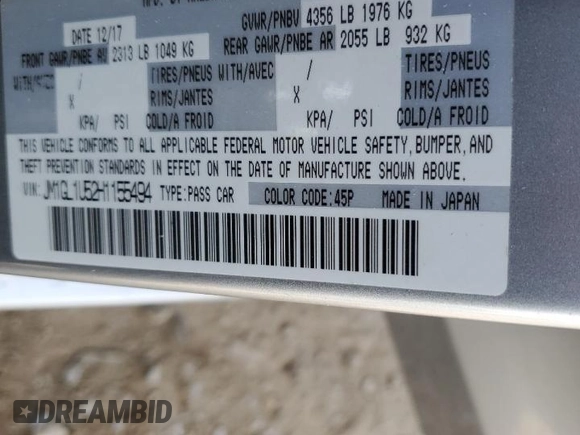 GVWR/PNBV 4356 LB 1976 KG
DATE 12/17
FRONT GAWR/PNBE AV 2313 LB 1049 KG
REAR GAWR/PNBE AR 2055 LB 932 KG
WITH/AVEC / TIRES/PNEUS WITH/AVEC / TIRES/PNEUS
X RIMS/JANTES X RIMS/JANTES
KPA/ PSI COLD/A FROID KPA/ PSI COLD/A FROID
THIS VEHICLE CONFORMS TO ALL APPLICABLE FEDERAL MOTOR VEHICLE SAFETY, BUMPER, AND
THEFT PREVENTION STANDARDS IN EFFECT ON THE DATE OF MANUFACTURE SHOWN ABOVE.
VIN: JM1GL1U52H1155494 TYPE: PASS CAR COLOR CODE: 45P MADE IN JAPAN
DREAMBID